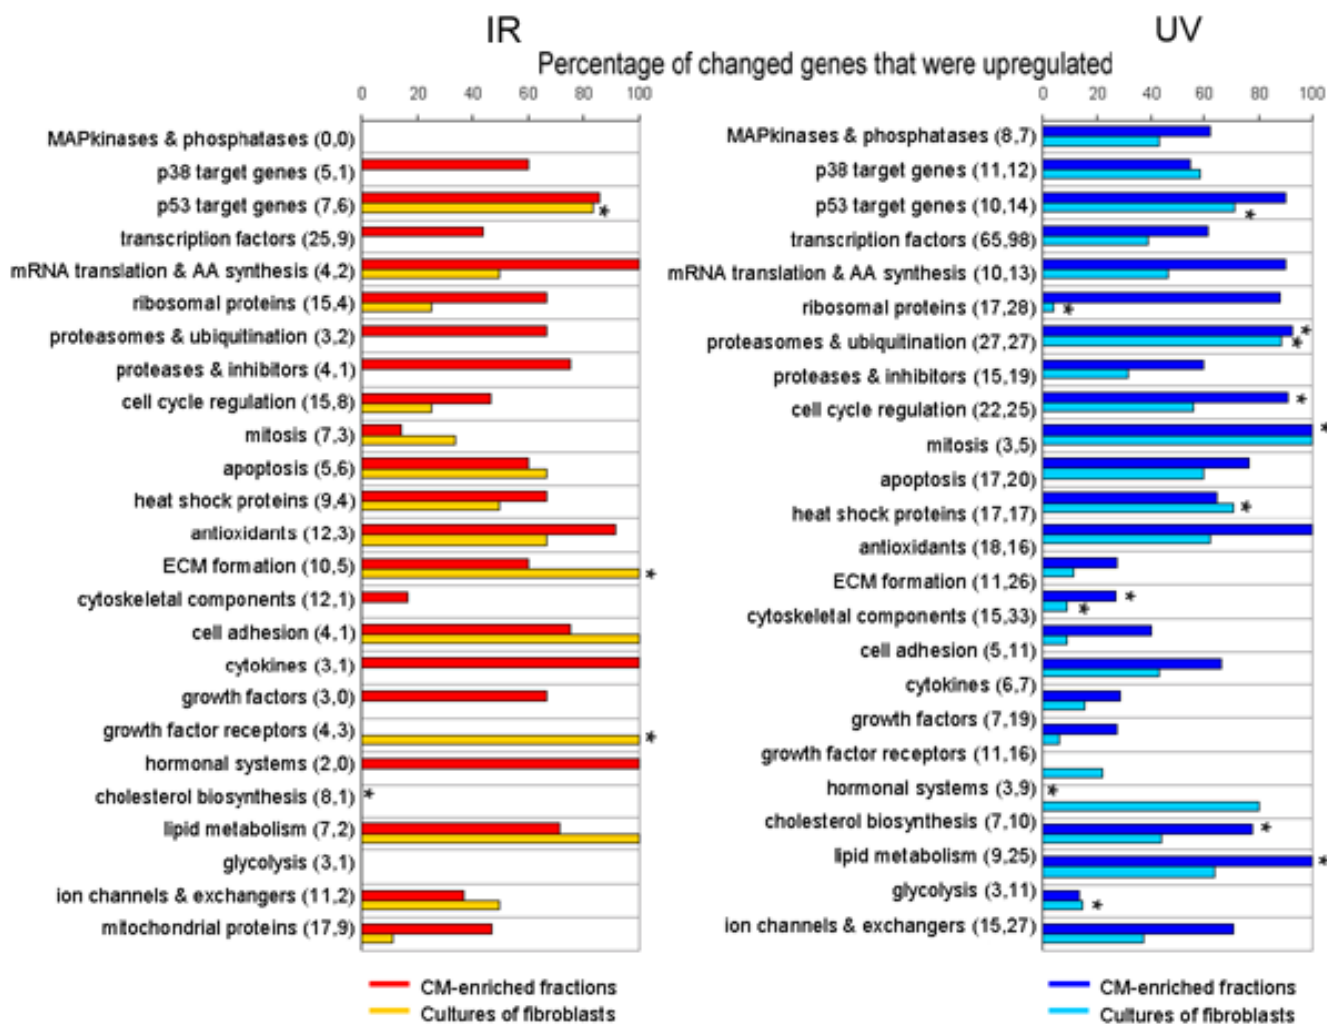 IR
UV
Percentage of changed genes that were upregulated
0 20 40 60 80 100
MAPkinases & phosphatases (0,0)
p38 target genes (5,1)
p53 target genes (7,6) *
transcription factors (25,9)
mRNA translation & AA synthesis (4,2)
ribosomal proteins (15,4)
proteasomes & ubiquitination (3,2)
proteases & inhibitors (4,1)
cell cycle regulation (15,8)
mitosis (7,3)
apoptosis (5,6)
heat shock proteins (9,4)
antioxidants (12,3)
ECM formation (10,5) *
cytoskeletal components (12,1)
cell adhesion (4,1)
cytokines (3,1)
growth factors (3,0)
growth factor receptors (4,3) *
hormonal systems (2,0)
cholesterol biosynthesis (8,1) *
lipid metabolism (7,2)
glycolysis (3,1)
ion channels & exchangers (11,2)
mitochondrial proteins (17,9)
CM-enriched fractions
Cultures of fibroblasts
0 20 40 60 80 100
MAPkinases & phosphatases (8,7)
p38 target genes (11,12)
p53 target genes (10,14) *
transcription factors (65,98)
mRNA translation & AA synthesis (10,13)
ribosomal proteins (17,28) *
proteasomes & ubiquitination (27,27) * *
proteases & inhibitors (15,19)
cell cycle regulation (22,25) *
mitosis (3,5) *
apoptosis (17,20)
heat shock proteins (17,17) *
antioxidants (18,16)
ECM formation (11,26)
cytoskeletal components (15,33) * *
cell adhesion (5,11)
cytokines (6,7)
growth factors (7,19)
growth factor receptors (11,16)
hormonal systems (3,9) *
cholesterol biosynthesis (7,10) *
lipid metabolism (9,25) *
glycolysis (3,11) *
ion channels & exchangers (15,27)
CM-enriched fractions
Cultures of fibroblasts